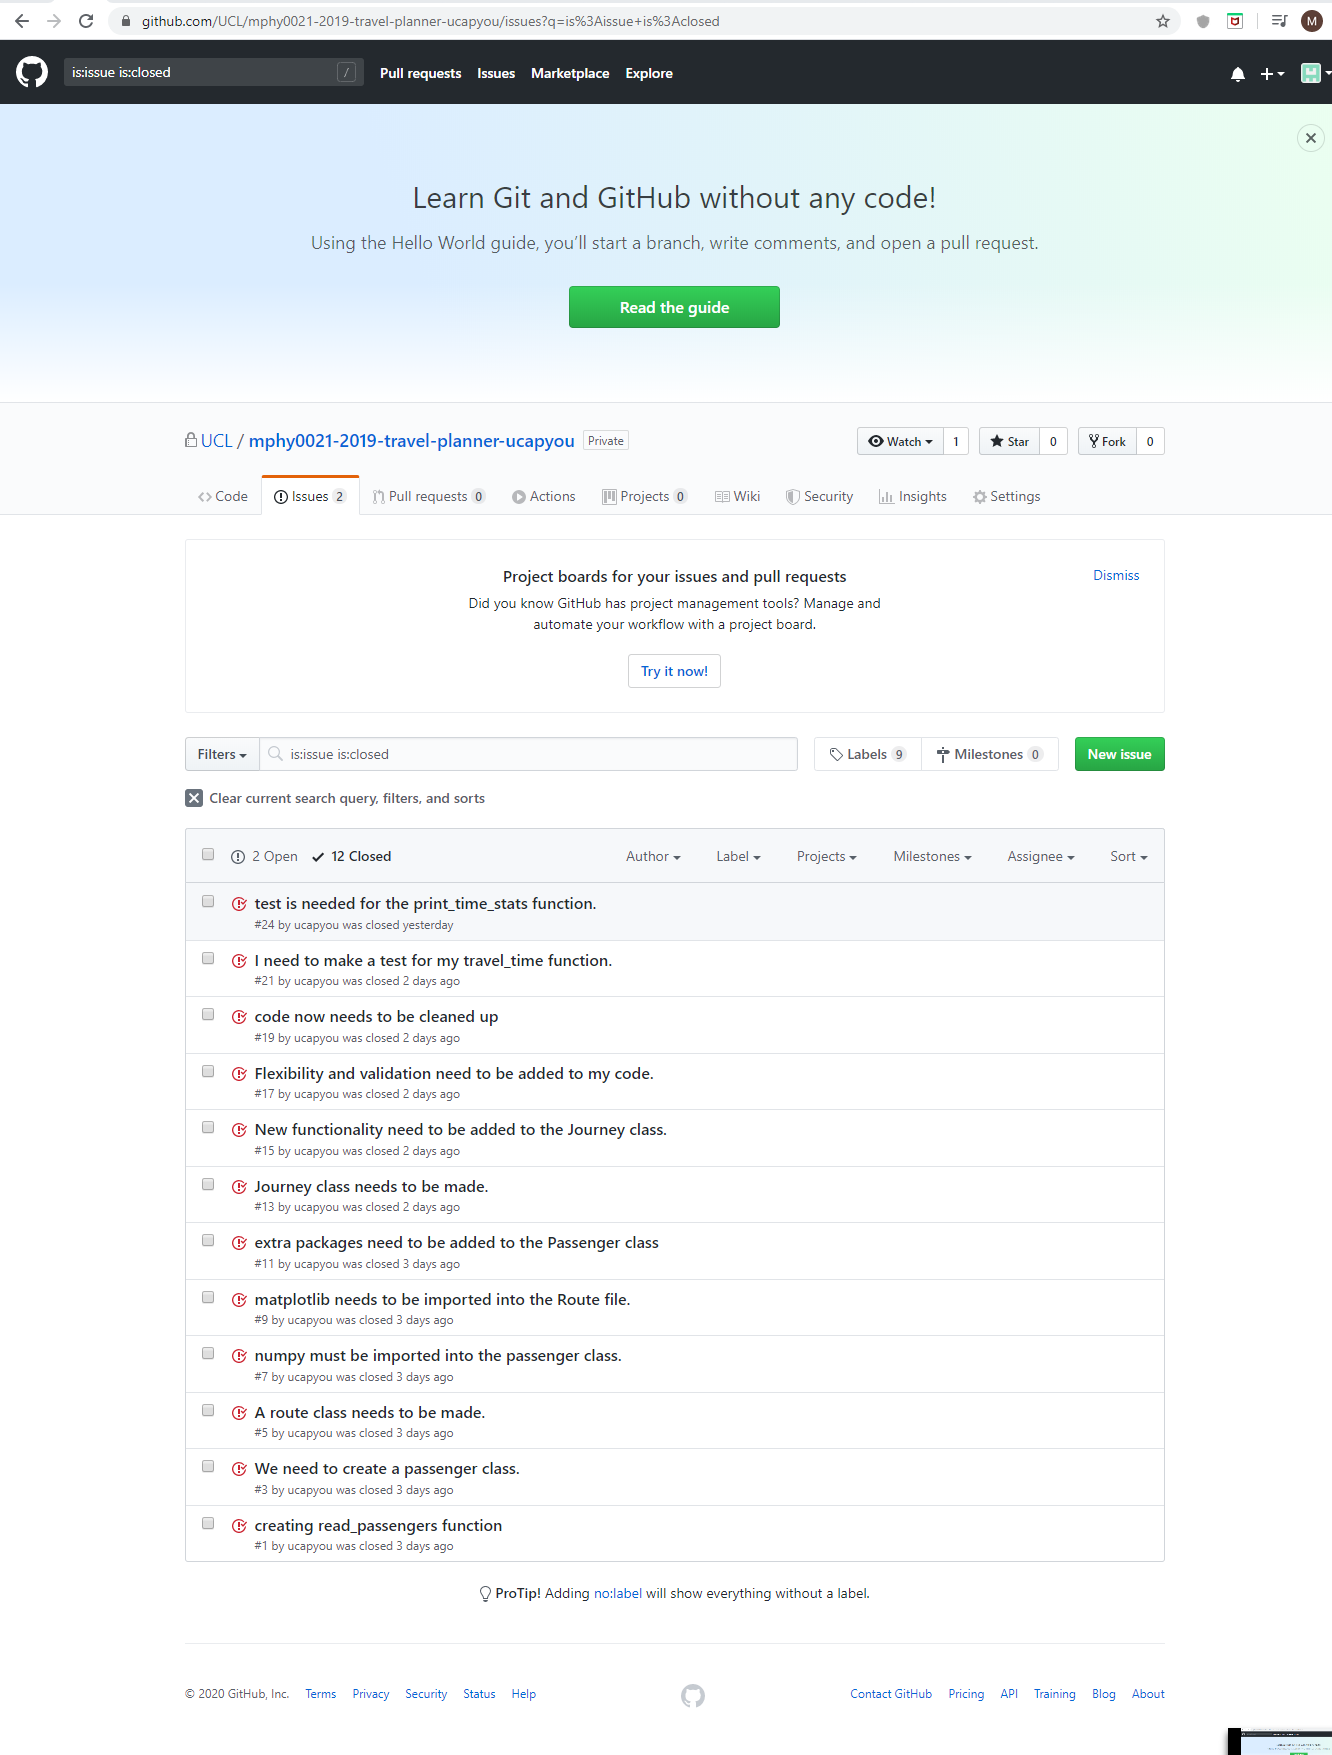 github.com/UCL/mphy0021-2019-travel-planner-ucapyou/issues?q=is%3Aissue+is%3Aclosed
M
is:issue is:closed / Pull requests Issues Marketplace Explore
Learn Git and GitHub without any code!
Using the Hello World guide, you’ll start a branch, write comments, and open a pull request.
Read the guide
UCL / mphy0021-2019-travel-planner-ucapyou Private Watch 1 Star 0 Fork 0
Code Issues 2 Pull requests 0 Actions Projects 0 Wiki Security Insights Settings
Project boards for your issues and pull requests
Dismiss
Did you know GitHub has project management tools? Manage and
automate your workflow with a project board.
Try it now!
Filters is:issue is:closed Labels 9 Milestones 0 New issue
Clear current search query, filters, and sorts
2 Open 12 Closed Author Label Projects Milestones Assignee Sort
test is needed for the print_time_stats function.
#24 by ucapyou was closed yesterday
I need to make a test for my travel_time function.
#21 by ucapyou was closed 2 days ago
code now needs to be cleaned up
#19 by ucapyou was closed 2 days ago
Flexibility and validation need to be added to my code.
#17 by ucapyou was closed 2 days ago
New functionality need to be added to the Journey class.
#15 by ucapyou was closed 2 days ago
Journey class needs to be made.
#13 by ucapyou was closed 2 days ago
extra packages need to be added to the Passenger class
#11 by ucapyou was closed 3 days ago
matplotlib needs to be imported into the Route file.
#9 by ucapyou was closed 3 days ago
numpy must be imported into the passenger class.
#7 by ucapyou was closed 3 days ago
A route class needs to be made.
#5 by ucapyou was closed 3 days ago
We need to create a passenger class.
#3 by ucapyou was closed 3 days ago
creating read_passengers function
#1 by ucapyou was closed 3 days ago
ProTip! Adding no:label will show everything without a label.
© 2020 GitHub, Inc. Terms Privacy Security Status Help Contact GitHub Pricing API Training Blog About